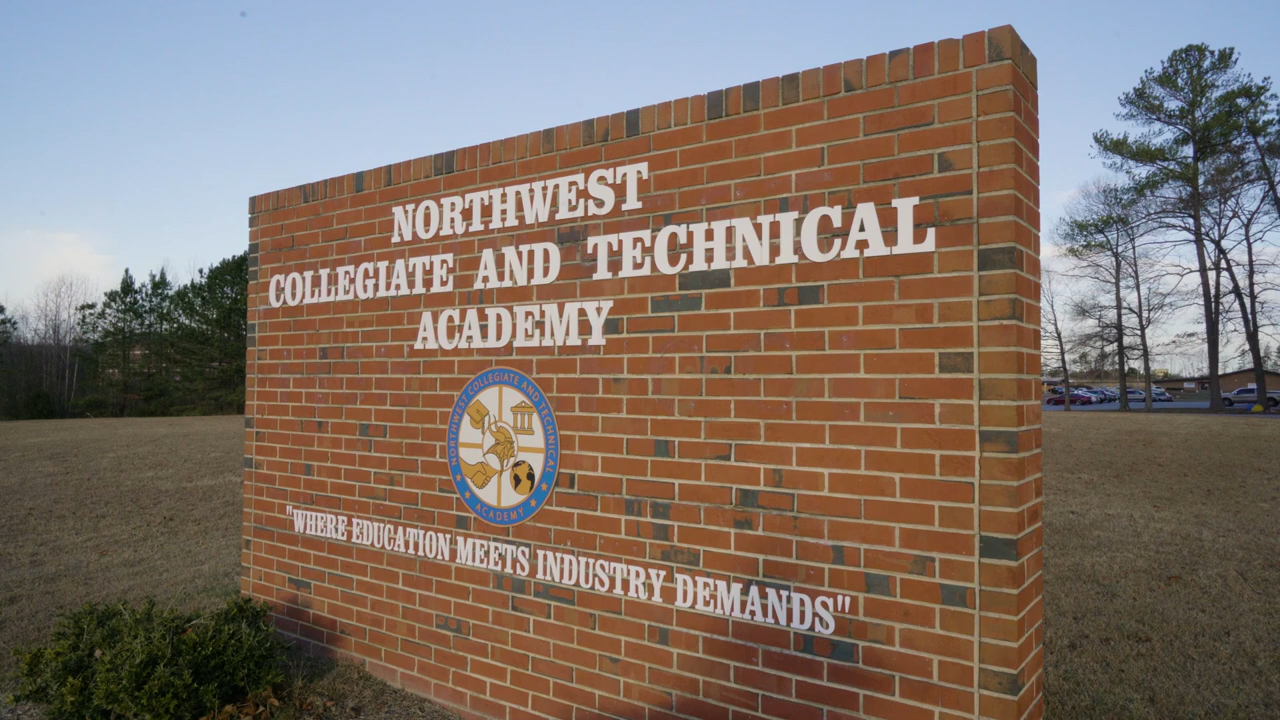 NORTHWEST
COLLEGIATE AND TECHNICAL
ACADEMY
NORTHWEST COLLEGIATE AND TECHNICAL
ACADEMY
"WHERE EDUCATION MEETS INDUSTRY DEMANDS"